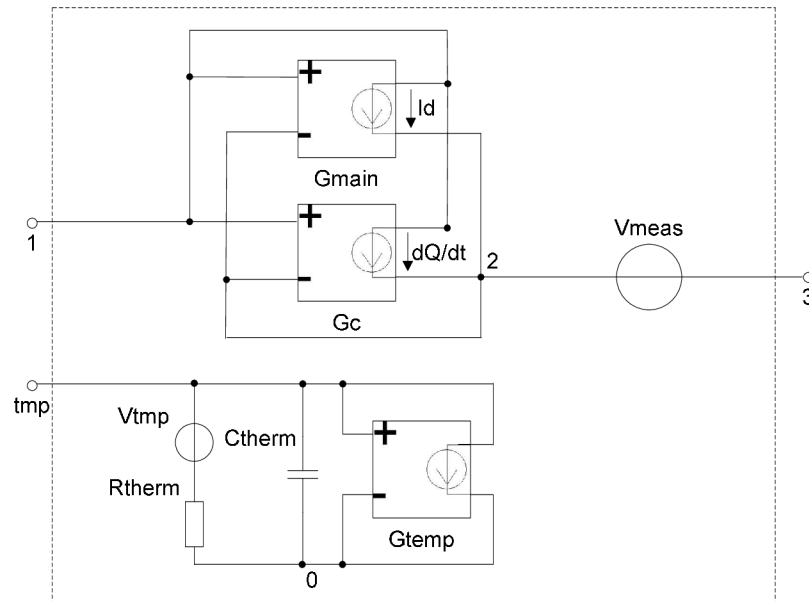 +
Id
-
Gmain
+
Vmeas
1
dQ/dt
2
-
3
Gc
tmp
Vtmp
+
Ctherm
Rtherm
-
Gtemp
0